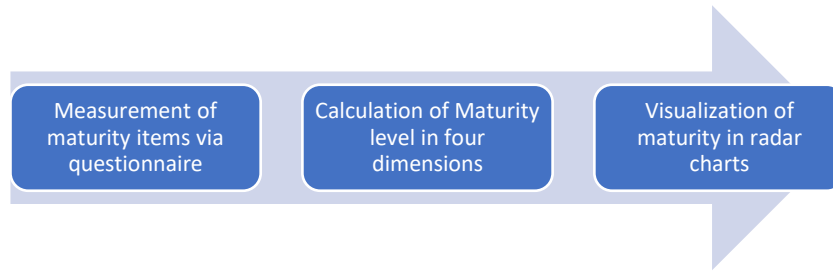 Measurement of
maturity items via
questionnaire
Calculation of Maturity
level in four
dimensions
Visualization of
maturity in radar
charts